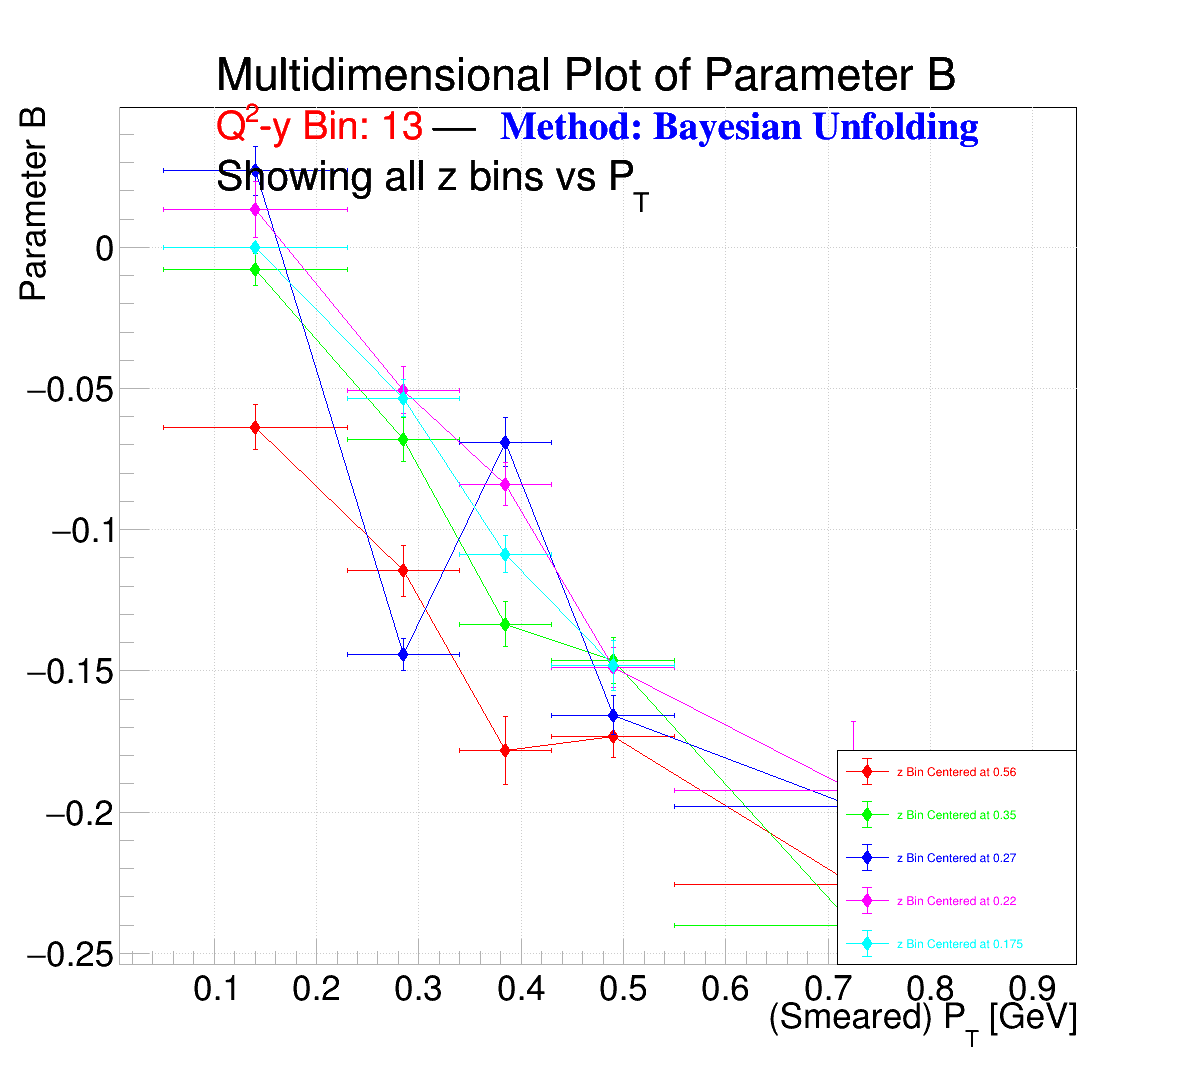 Multidimensional Plot of Parameter B
Q²-y Bin: 13 — Method: Bayesian Unfolding
Showing all z bins vs P_T
Parameter B
0
−0.05
−0.1
−0.15
−0.2
−0.25
z Bin Centered at 0.56
z Bin Centered at 0.35
z Bin Centered at 0.27
z Bin Centered at 0.22
z Bin Centered at 0.175
0.1 0.2 0.3 0.4 0.5 0.6 0.7 0.8 0.9
(Smeared) P_T [GeV]